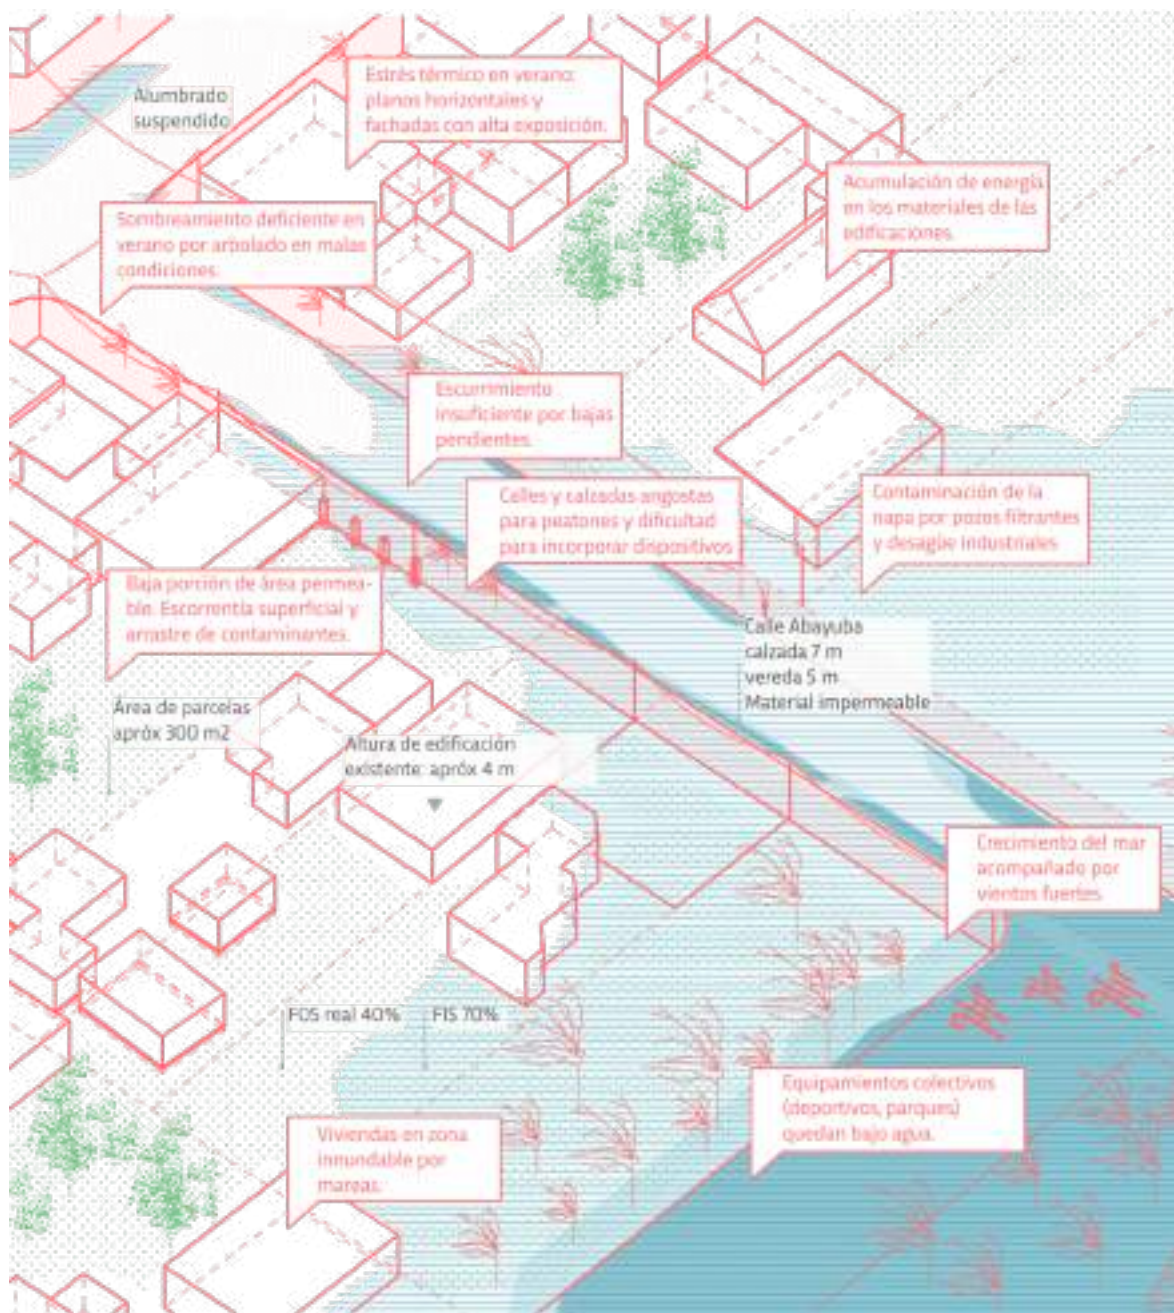 Alumbrado
suspendido
Estrés térmico en verano:
planos horizontales y
fachadas con alta exposición.
Acumulación de energía
en los materiales de las
edificaciones.
Sombreamiento deficiente en
verano por arbolado en malas
condiciones.
Escurrimiento
insuficiente por bajas
pendientes.
Calles y calzadas angostas
para peatones y dificultad
para incorporar dispositivos
Contaminación de la
napa por pozos filtrantes
y desagüe industriales
Baja porción de área permea-
ble. Escorrentía superficial y
arrastre de contaminantes.
Calle Abayuba
calzada 7 m
vereda 5 m
Material impermeable
Área de parcelas
apróx 300 m2
Altura de edificación
existente: apróx 4 m
Crecimiento del mar
acompañado por
vientos fuertes
FOS real 40%
FIS 70%
Equipamientos colectivos
(deportivos, parques)
quedan bajo agua.
Viviendas en zona
inundable por
mareas.